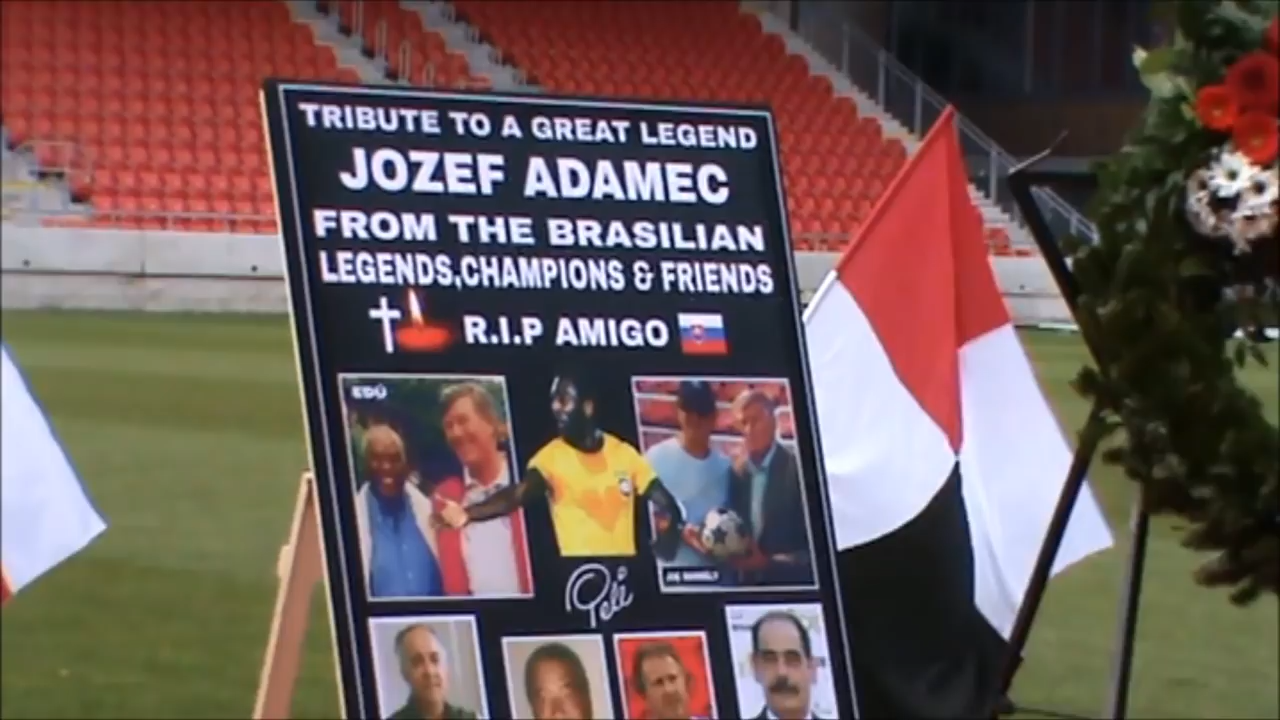 TRIBUTE TO A GREAT LEGEND
JOZEF ADAMEC
FROM THE BRASILIAN
LEGENDS,CHAMPIONS & FRIENDS
R.I.P AMIGO
EDÚ
Pelé